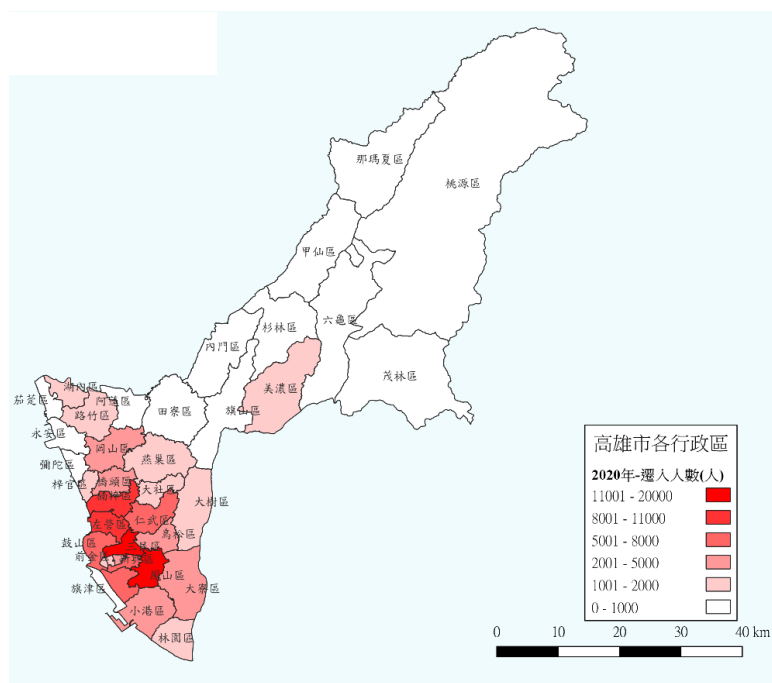 那瑪夏區
桃源區
甲仙區
六龜區
杉林區
內門區
茂林區
美濃區
湖內區
茄萣區
阿蓮區
路竹區
田寮區
旗山區
永安區
岡山區
燕巢區
彌陀區
橋頭區
梓官區
楠梓區
大社區
大樹區
左營區
仁武區
鼓山區
三民區
鳥松區
前金區
鳳山區
旗津區
大寮區
小港區
林園區
高雄市各行政區
2020年-遷入人數(人)
11001 - 20000
8001 - 11000
5001 - 8000
2001 - 5000
1001 - 2000
0 - 1000
0 10 20 30 40 km